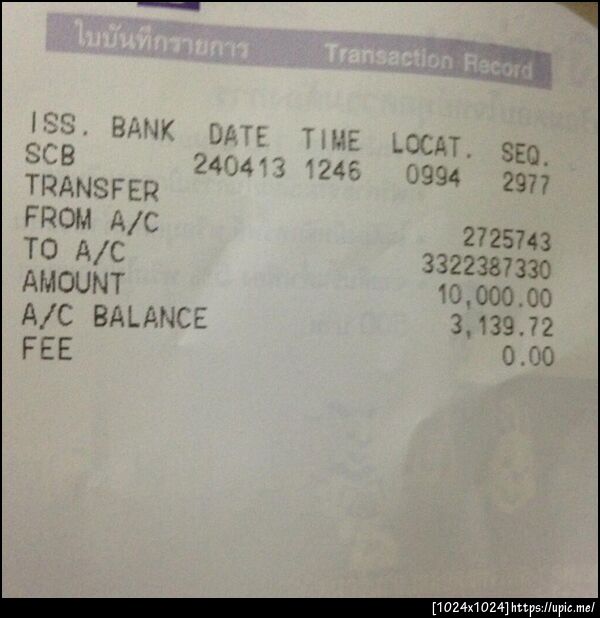 ใบบันทึกรายการ Transaction Record
ISS. BANK DATE TIME LOCAT. SEQ.
SCB 240413 1246 0994 2977
TRANSFER
FROM A/C 2725743
TO A/C 3322387330
AMOUNT 10,000.00
A/C BALANCE 3,139.72
FEE 0.00
[1024x1024]https://upic.me/